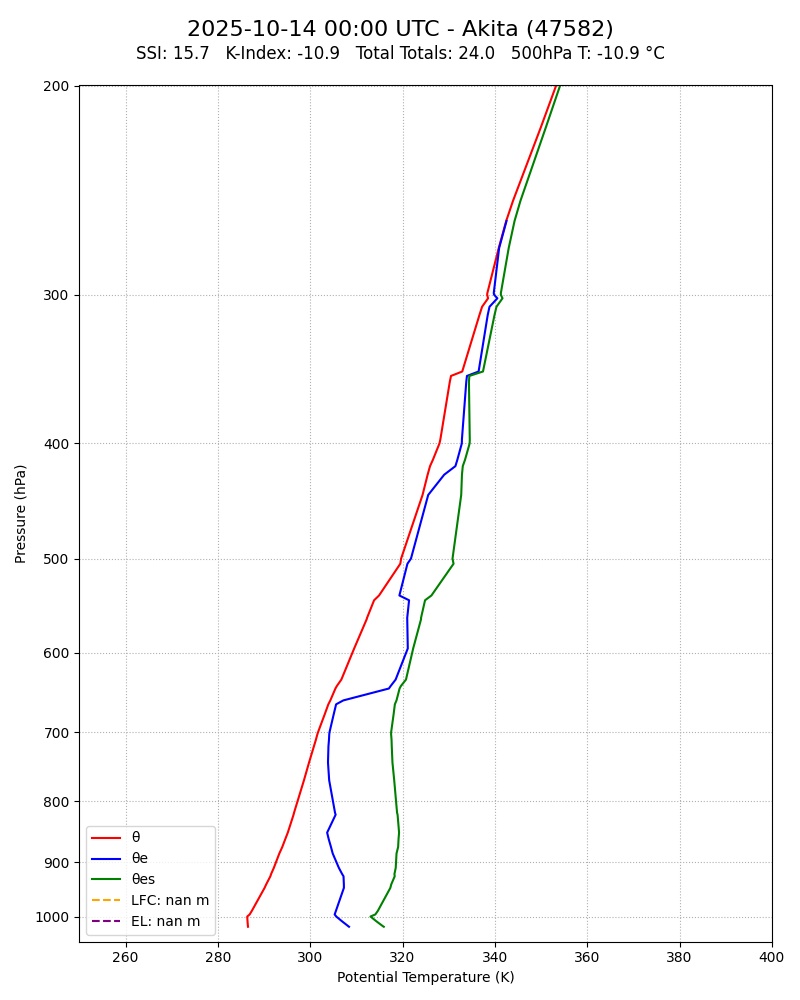 2025-10-14 00:00 UTC - Akita (47582)
SSI: 15.7   K-Index: -10.9   Total Totals: 24.0   500hPa T: -10.9 °C
200
300
400
500
600
700
800
900
1000
Pressure (hPa)
θ
θe
θes
LFC: nan m
EL: nan m
260 280 300 320 340 360 380 400
Potential Temperature (K)